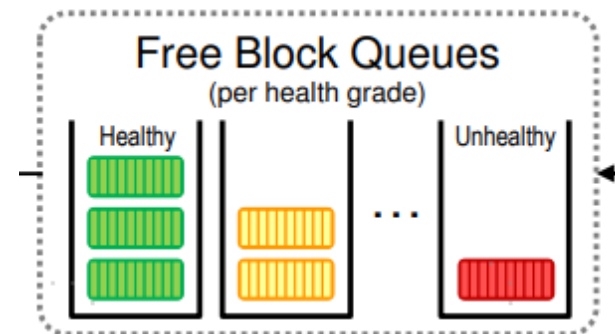 Free Block Queues
(per health grade)
Healthy
Unhealthy
...